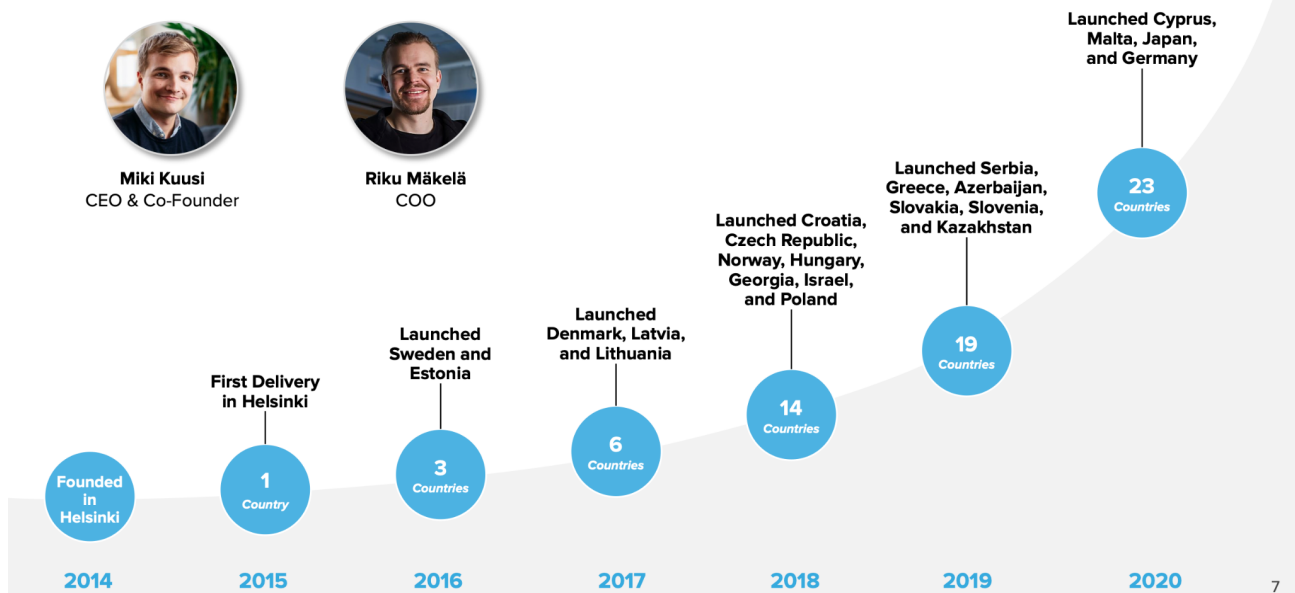 Miki Kuusi
CEO & Co-Founder
Riku Mäkelä
COO
Founded
in
Helsinki
2014
First Delivery
in Helsinki
1
Country
2015
Launched
Sweden and
Estonia
3
Countries
2016
Launched
Denmark, Latvia,
and Lithuania
6
Countries
2017
Launched Croatia,
Czech Republic,
Norway, Hungary,
Georgia, Israel,
and Poland
14
Countries
2018
Launched Serbia,
Greece, Azerbaijan,
Slovakia, Slovenia,
and Kazakhstan
19
Countries
2019
Launched Cyprus,
Malta, Japan,
and Germany
23
Countries
2020
7